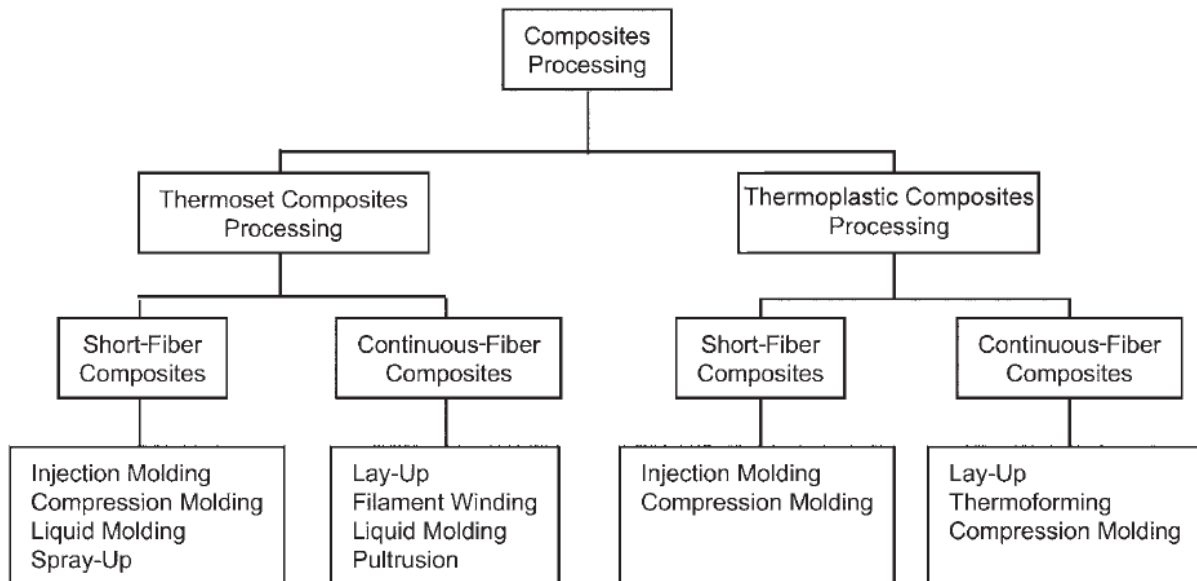 Composites
Processing
Thermoset Composites
Processing
Thermoplastic Composites
Processing
Short-Fiber
Composites
Continuous-Fiber
Composites
Short-Fiber
Composites
Continuous-Fiber
Composites
Injection Molding
Compression Molding
Liquid Molding
Spray-Up
Lay-Up
Filament Winding
Liquid Molding
Pultrusion
Injection Molding
Compression Molding
Lay-Up
Thermoforming
Compression Molding